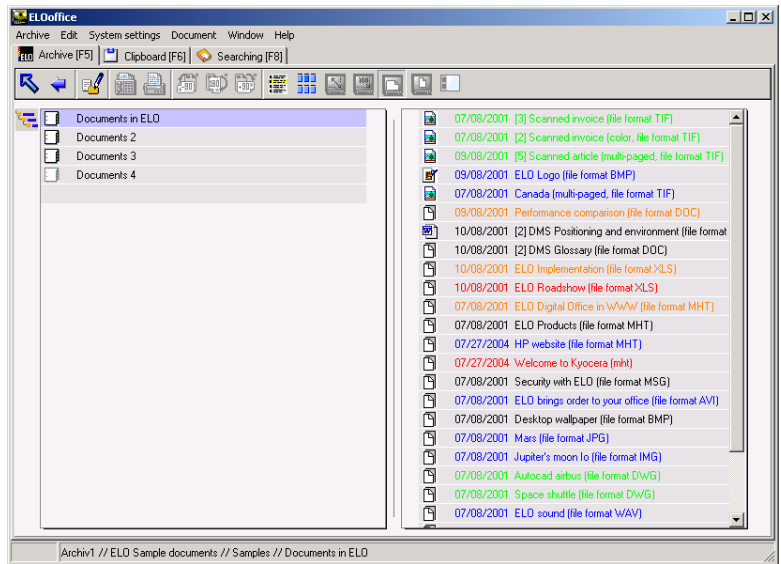 ELOoffice
Archive Edit System settings Document Window Help
ELO Archive [F5] Clipboard [F6] Searching [F8]
-90° 180° +90°
Documents in ELO
Documents 2
Documents 3
Documents 4
07/08/2001 [3] Scanned invoice (file format TIF)
07/08/2001 [2] Scanned invoice (color, file format TIF)
09/08/2001 [5] Scanned article (multi-paged, file format TIF)
09/08/2001 ELO Logo (file format BMP)
07/08/2001 Canada (multi-paged, file format TIF)
09/08/2001 Performance comparison (file format DOC)
10/08/2001 [2] DMS Positioning and environment (file format
10/08/2001 [2] DMS Glossary (file format DOC)
10/08/2001 ELO Implementation (file format XLS)
10/08/2001 ELO Roadshow (file format XLS)
07/08/2001 ELO Digital Office in WWW (file format MHT)
07/08/2001 ELO Products (file format MHT)
07/27/2004 HP website (file format MHT)
07/27/2004 Welcome to Kyocera (mht)
07/08/2001 Security with ELO (file format MSG)
07/08/2001 ELO brings order to your office (file format AVI)
07/08/2001 Desktop wallpaper (file format BMP)
07/08/2001 Mars (file format JPG)
07/08/2001 Jupiter's moon Io (file format IMG)
07/08/2001 Autocad airbus (file format DWG)
07/08/2001 Space shuttle (file format DWG)
07/08/2001 ELO sound (file format WAV)
Archiv1 // ELO Sample documents // Samples // Documents in ELO